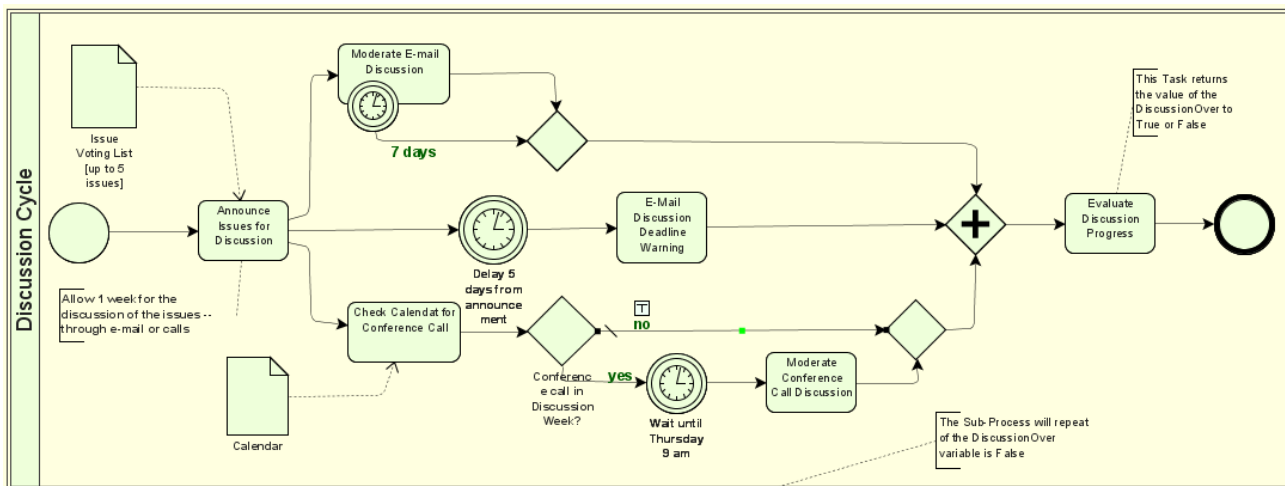 Discussion Cycle
Issue
Voting List
[up to 5
issues]
Moderate E-mail
Discussion
7 days
This Task returns
the value of the
DiscussionOver to
True or False
Announce
Issues for
Discussion
Delay 5
days from
announce
ment
E-Mail
Discussion
Deadline
Warning
Evaluate
Discussion
Progress
Allow 1 week for the
discussion of the issues --
through e-mail or calls
Check Calendat for
Conference Call
Calendar
Conferenc
e call in
Discussion
Week?
T
no
yes
Wait until
Thursday
9 am
Moderate
Conference
Call Discussion
The Sub-Process will repeat
of the DiscussionOver
variable is False